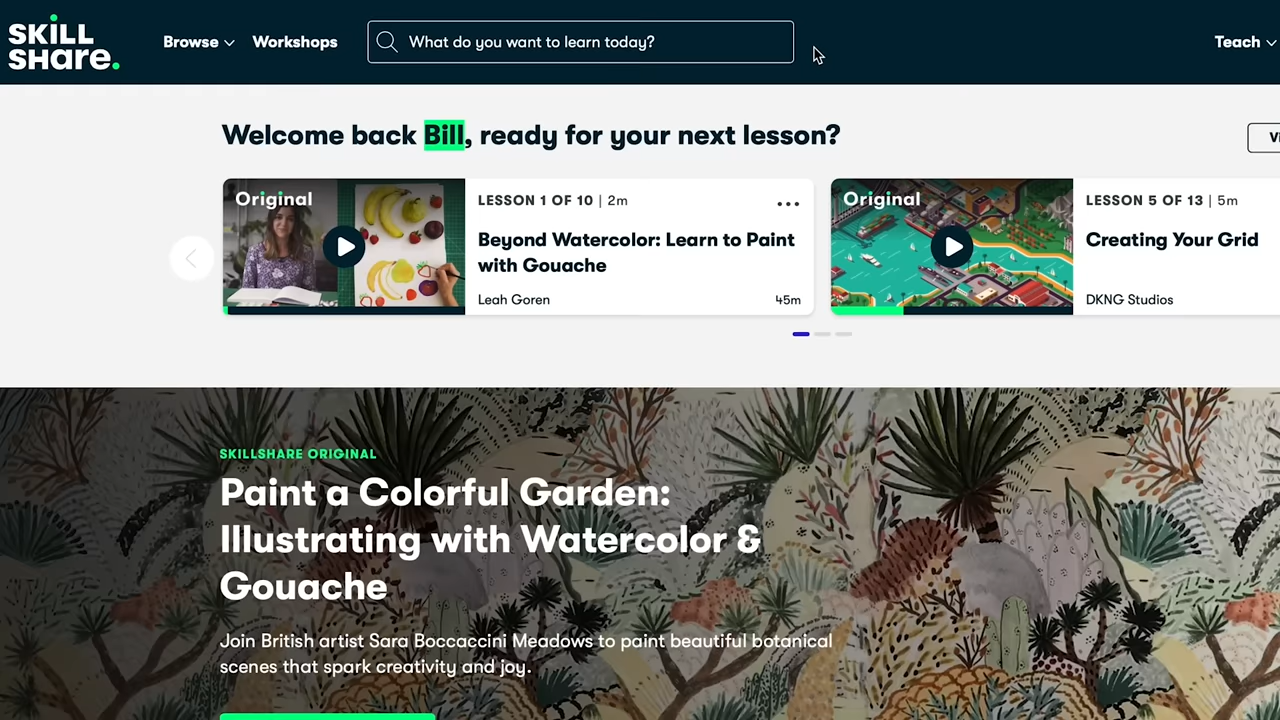 SKiLL
SHare.
Browse
Workshops
What do you want to learn today?
Teach
Welcome back Bill, ready for your next lesson?
Original
LESSON 1 OF 10 | 2m
Beyond Watercolor: Learn to Paint
with Gouache
Leah Goren
45m
Original
LESSON 5 OF 13 | 5m
Creating Your Grid
DKNG Studios
SKILLSHARE ORIGINAL
Paint a Colorful Garden:
Illustrating with Watercolor &
Gouache
Join British artist Sara Boccaccini Meadows to paint beautiful botanical
scenes that spark creativity and joy.